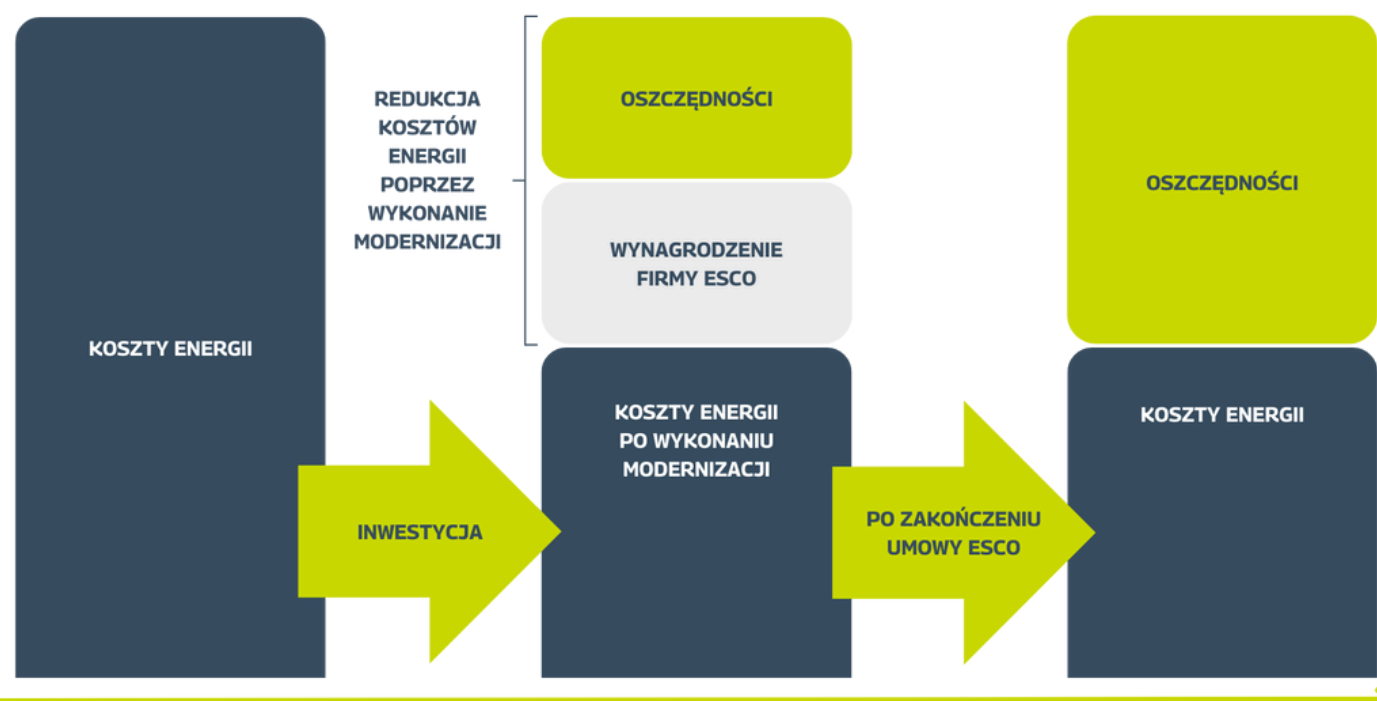 KOSZTY ENERGII
REDUKCJA
KOSZTÓW
ENERGII
POPRZEZ
WYKONANIE
MODERNIZACJI
INWESTYCJA
OSZCZĘDNOŚCI
WYNAGRODZENIE
FIRMY ESCO
KOSZTY ENERGII
PO WYKONANIU
MODERNIZACJI
PO ZAKOŃCZENIU
UMOWY ESCO
OSZCZĘDNOŚCI
KOSZTY ENERGII